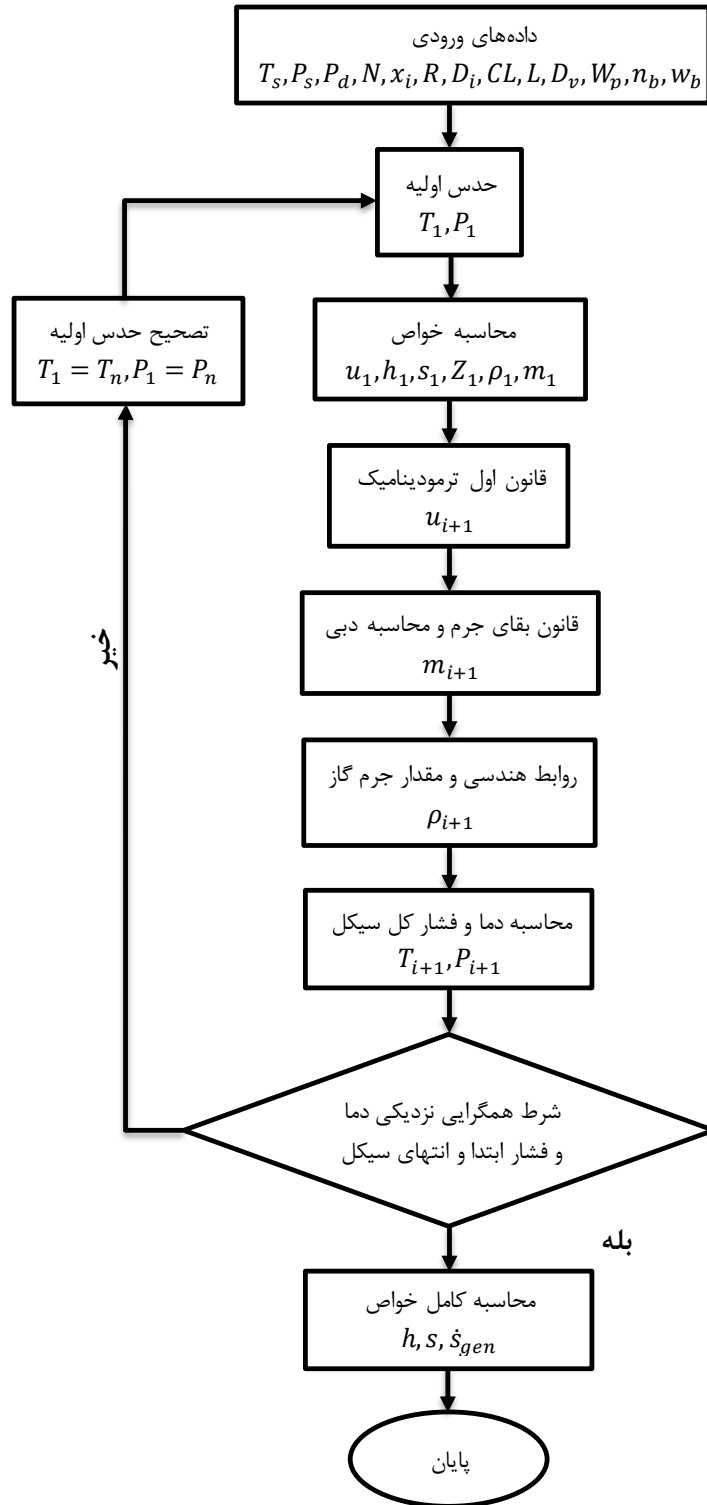 داده‌های ورودی
T_s, P_s, P_d, N, x_i, R, D_i, CL, L, D_v, W_p, n_b, w_b
حدس اولیه
T_1, P_1
تصحیح حدس اولیه
T_1 = T_n, P_1 = P_n
محاسبه خواص
u_1, h_1, s_1, Z_1, ρ_1, m_1
قانون اول ترمودینامیک
u_{i+1}
قانون بقای جرم و محاسبه دبی
m_{i+1}
خیر
روابط هندسی و مقدار جرم گاز
ρ_{i+1}
محاسبه دما و فشار کل سیکل
T_{i+1}, P_{i+1}
شرط همگرایی نزدیکی دما
و فشار ابتدا و انتهای سیکل
بله
محاسبه کامل خواص
h, s, ṡ_{gen}
پایان